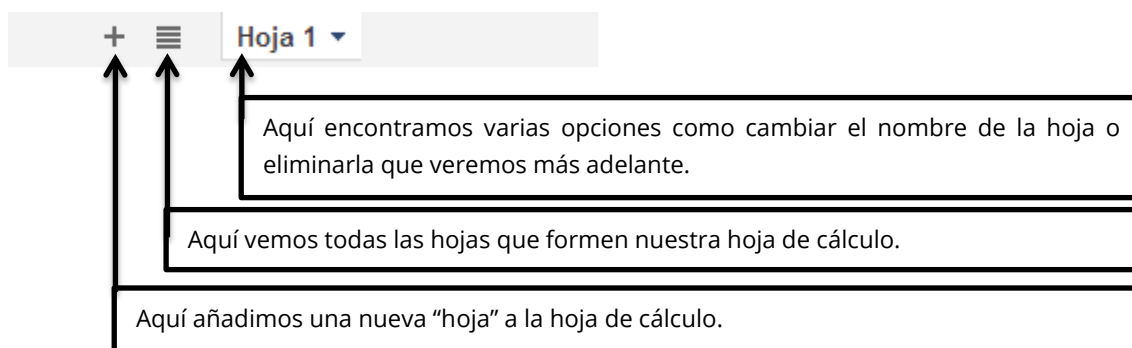 + Hoja 1
Aquí encontramos varias opciones como cambiar el nombre de la hoja o
eliminarla que veremos más adelante.
Aquí vemos todas las hojas que formen nuestra hoja de cálculo.
Aquí añadimos una nueva “hoja” a la hoja de cálculo.